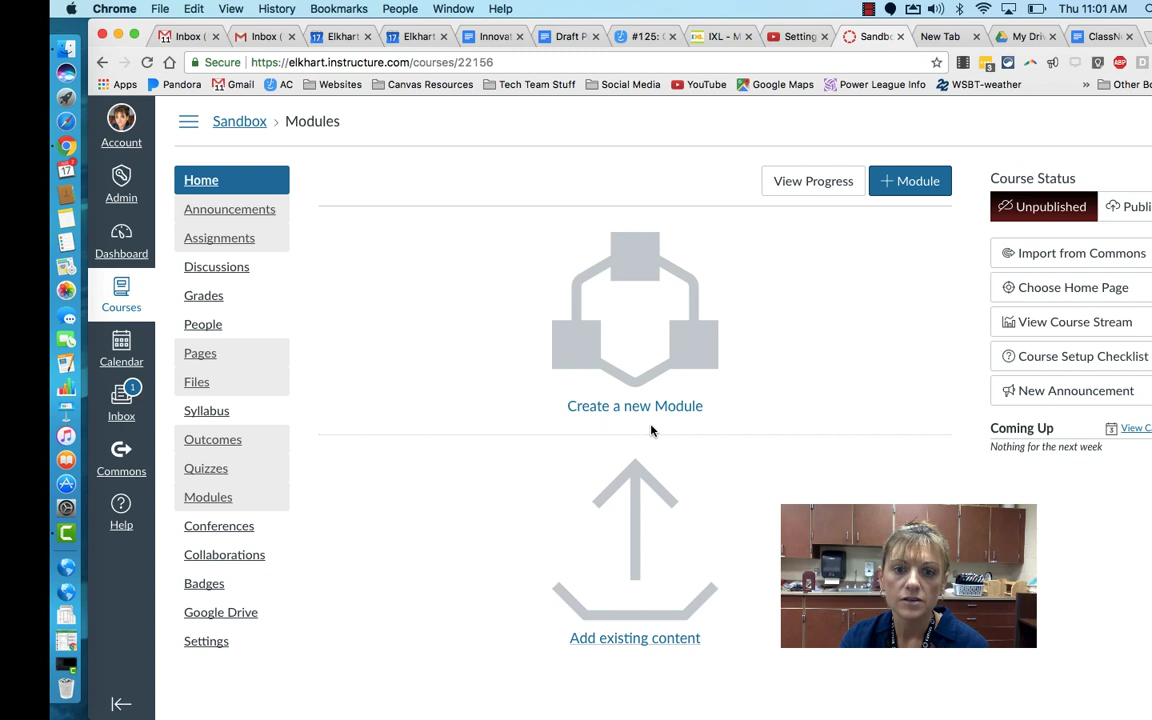 Chrome File Edit View History Bookmarks People Window Help Thu 11:01 AM
Inbox ( Inbox ( Elkhart Elkhart Innovat Draft P #125: C IXL - M Setting Sandb New Tab My Driv ClassN
Secure https://elkhart.instructure.com/courses/22156
Apps Pandora Gmail AC Websites Canvas Resources Tech Team Stuff Social Media YouTube Google Maps Power League Info WSBT-weather » Other Bo
Account
Admin
Dashboard
Courses
Calendar
1
Inbox
Commons
Help
Sandbox › Modules
Home
Announcements
Assignments
Discussions
Grades
People
Pages
Files
Syllabus
Outcomes
Quizzes
Modules
Conferences
Collaborations
Badges
Google Drive
Settings
View Progress + Module
Create a new Module
Add existing content
Course Status
Unpublished Publi
Import from Commons
Choose Home Page
View Course Stream
Course Setup Checklist
New Announcement
Coming Up View C
Nothing for the next week